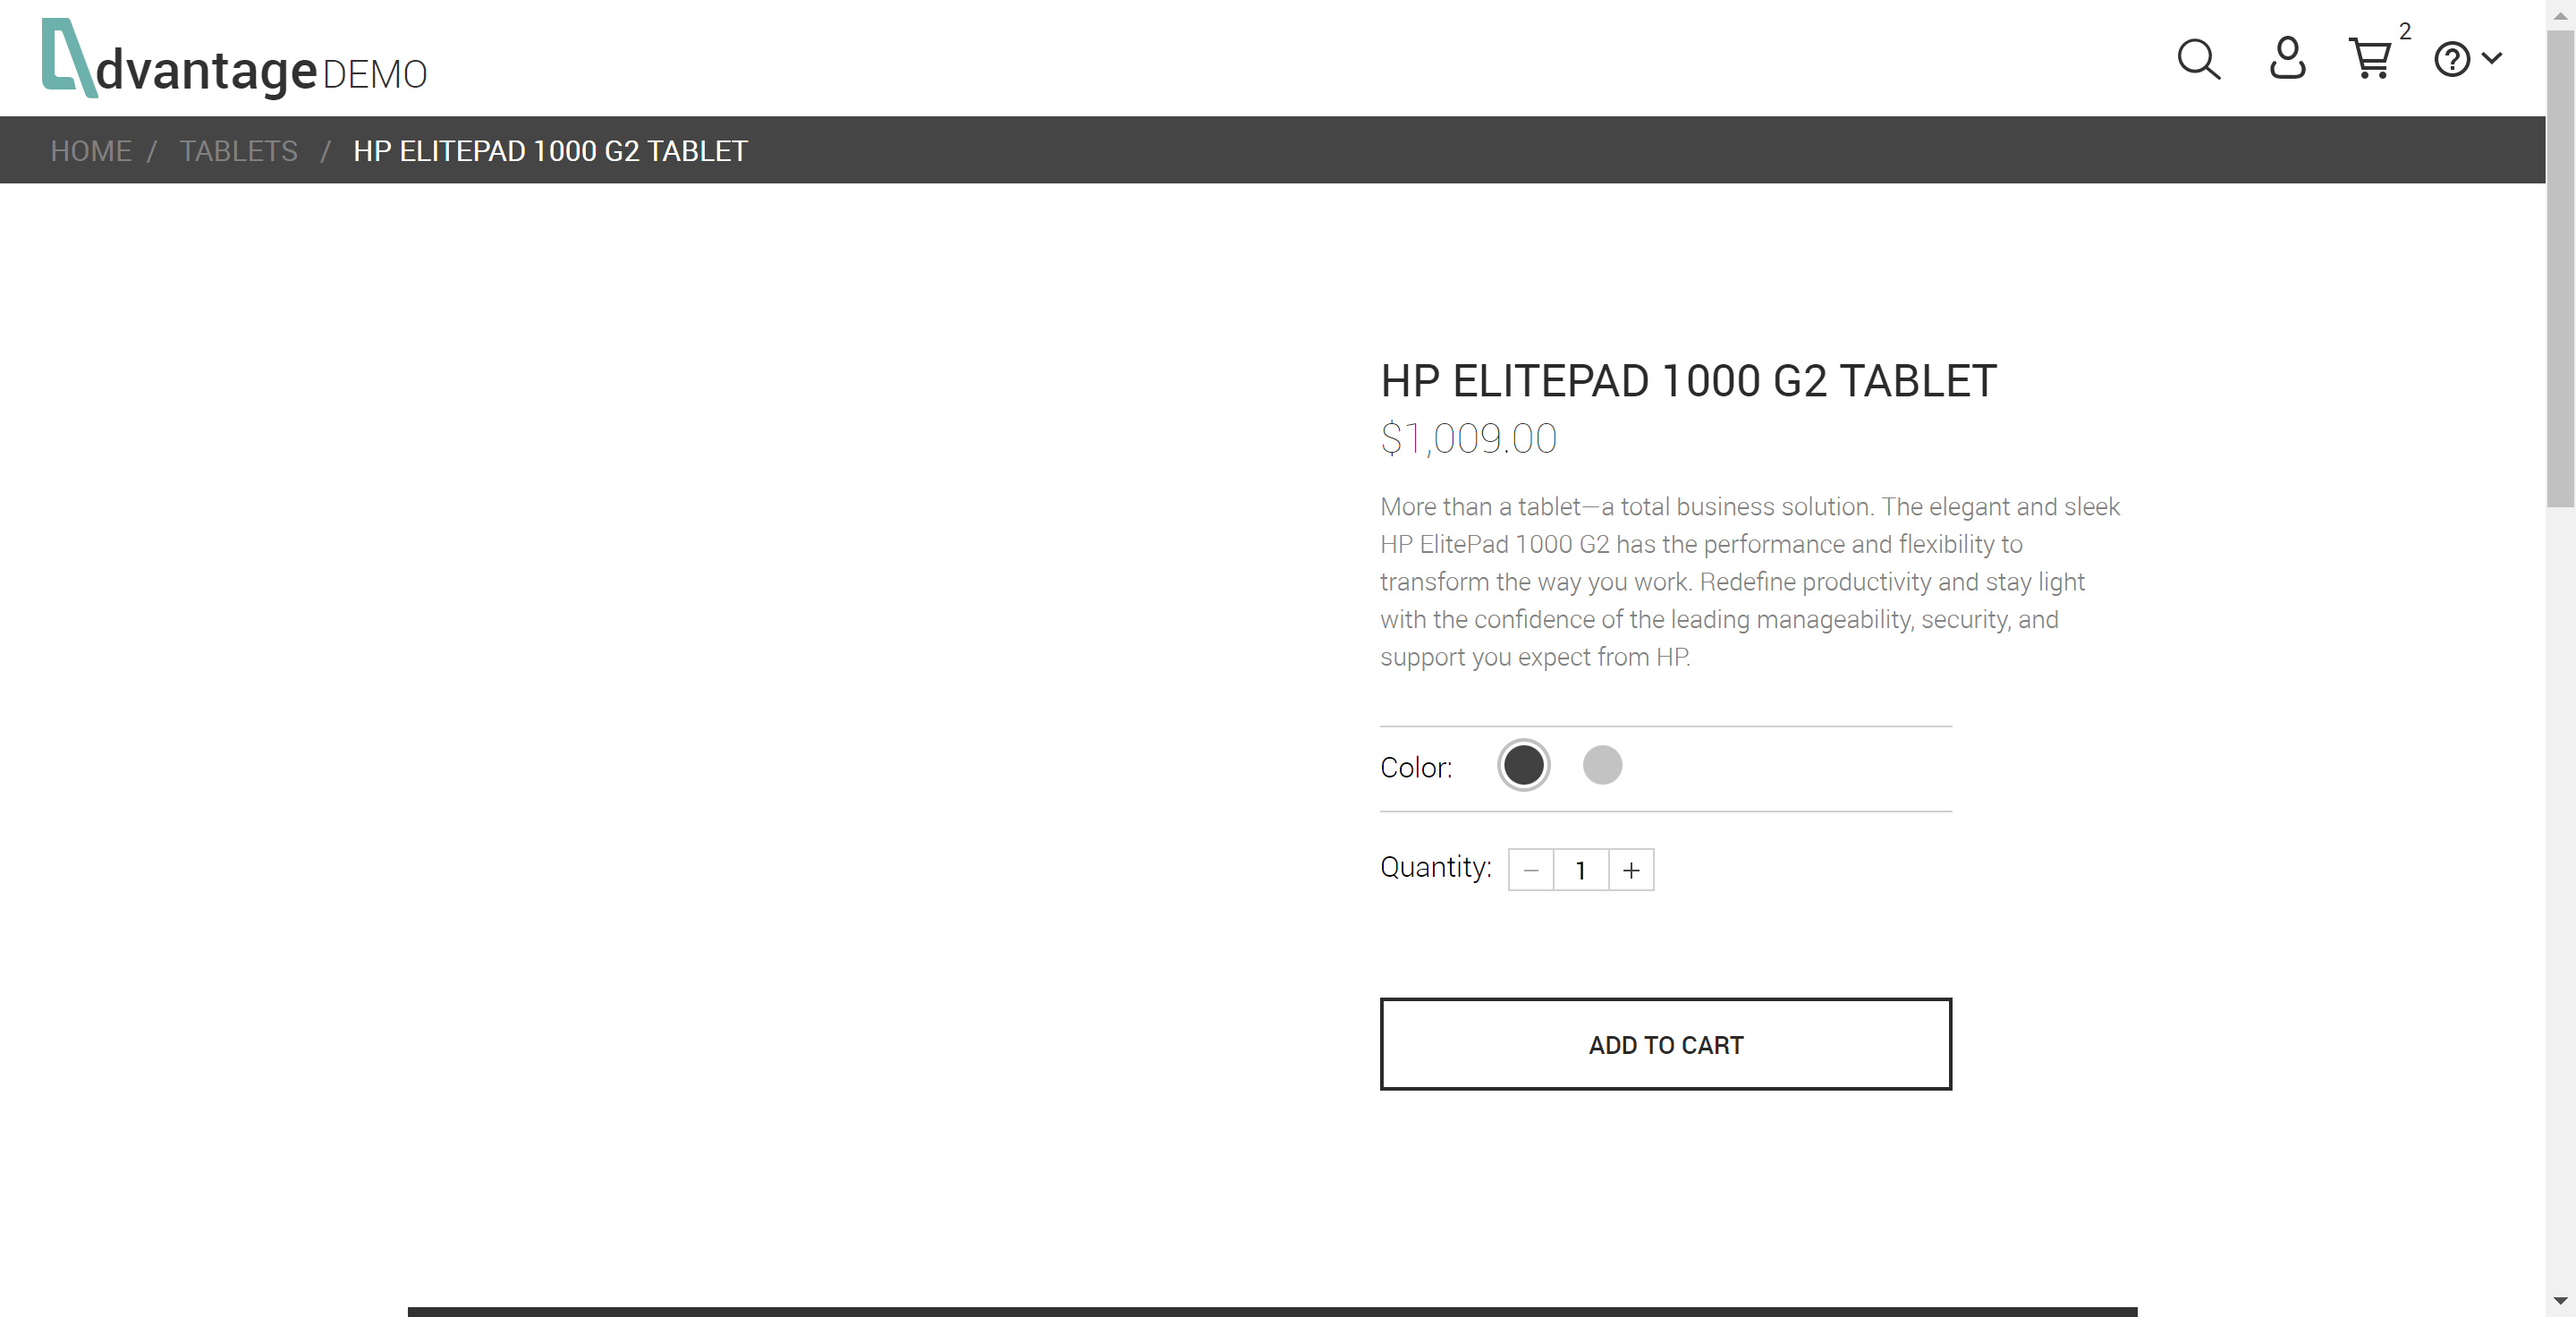 dvantage DEMO
2
HOME / TABLETS / HP ELITEPAD 1000 G2 TABLET
HP ELITEPAD 1000 G2 TABLET
$1,009.00
More than a tablet—a total business solution. The elegant and sleek
HP ElitePad 1000 G2 has the performance and flexibility to
transform the way you work. Redefine productivity and stay light
with the confidence of the leading manageability, security, and
support you expect from HP.
Color:
Quantity: − 1 +
ADD TO CART